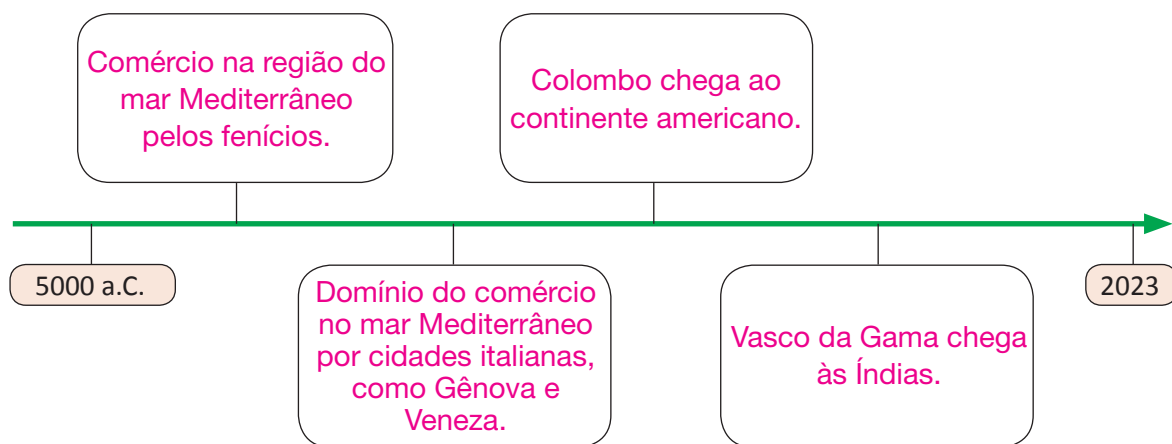 Comércio na região do
mar Mediterrâneo
pelos fenícios.
Colombo chega ao
continente americano.
5000 a.C.
Domínio do comércio
no mar Mediterrâneo
por cidades italianas,
como Gênova e
Veneza.
Vasco da Gama chega
às Índias.
2023